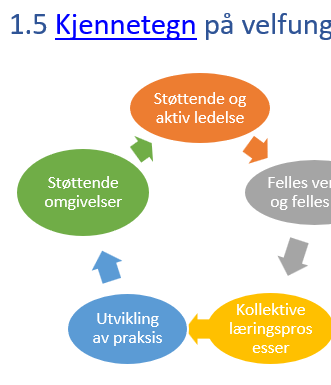 1.5 Kjennetegn på velfung
Støttende og
aktiv ledelse
Støttende
omgivelser
Felles ver
og felles
Utvikling
av praksis
Kollektive
læringspros
esser